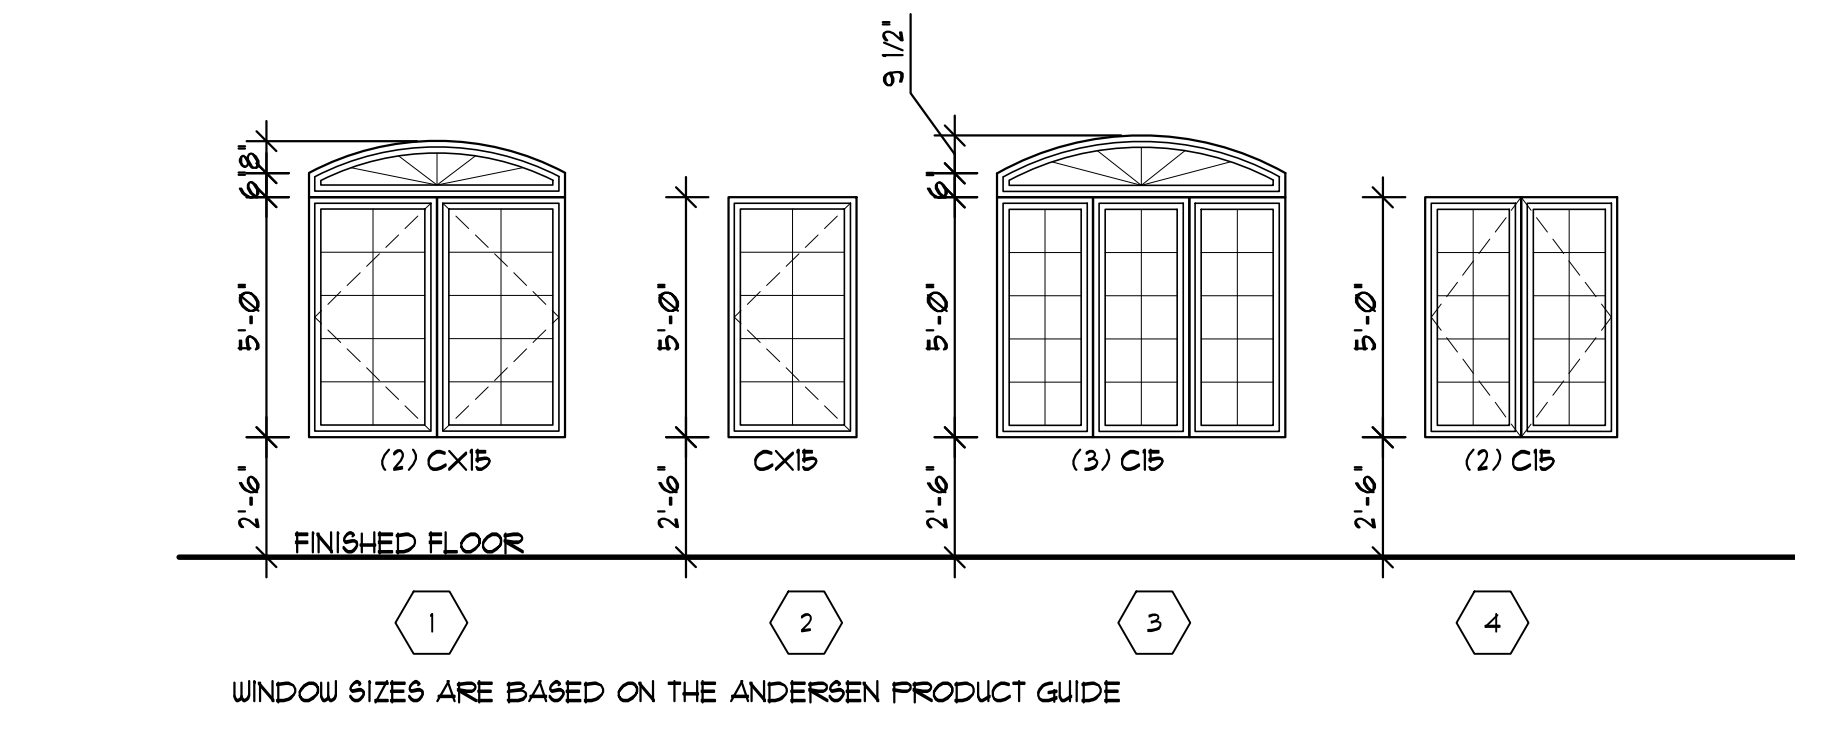 9 1/2"
8"
6"
5'-0"
2'-6"
5'-0"
2'-6"
6"
5'-0"
2'-6"
5'-0"
2'-6"
(2) CX15
CX15
(3) C15
(2) C15
FINISHED FLOOR
1
2
3
4
WINDOW SIZES ARE BASED ON THE ANDERSEN PRODUCT GUIDE